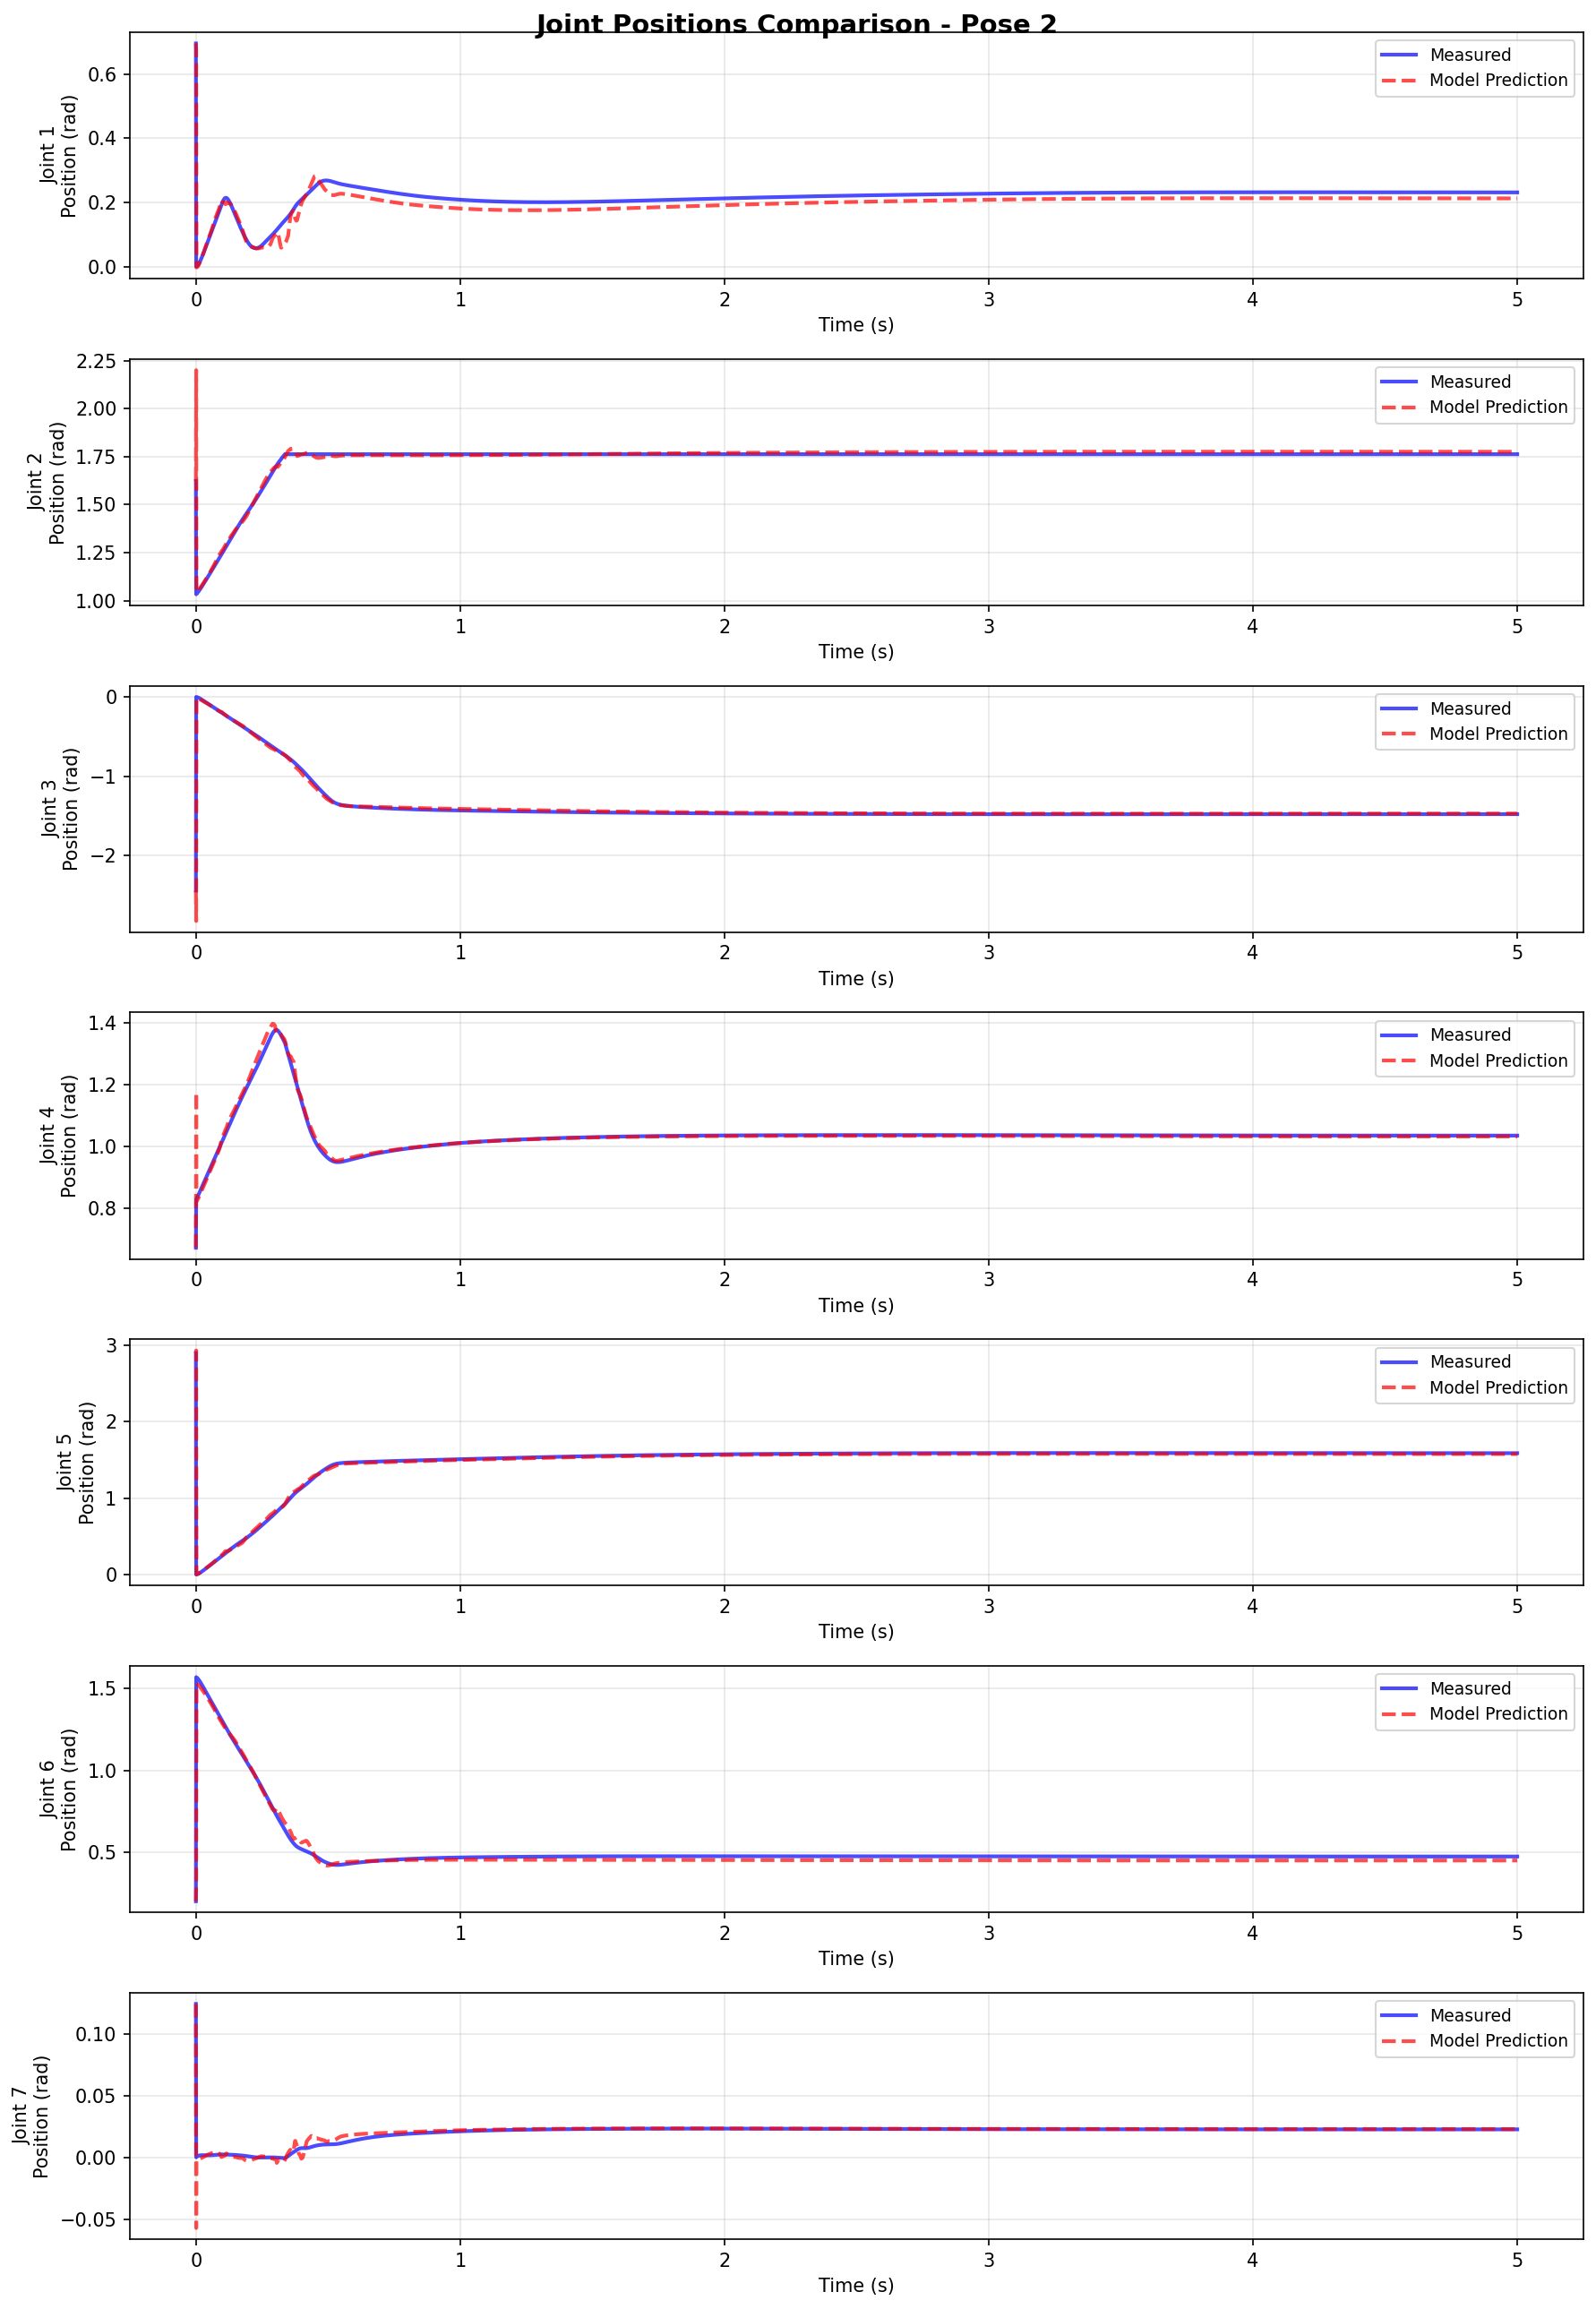 Joint Positions Comparison - Pose 2
Joint 1
Position (rad)
0.6
0.4
0.2
0.0
Measured
Model Prediction
0 1 2 3 4 5
Time (s)
Joint 2
Position (rad)
2.25
2.00
1.75
1.50
1.25
1.00
Measured
Model Prediction
0 1 2 3 4 5
Time (s)
Joint 3
Position (rad)
0
−1
−2
Measured
Model Prediction
0 1 2 3 4 5
Time (s)
Joint 4
Position (rad)
1.4
1.2
1.0
0.8
Measured
Model Prediction
0 1 2 3 4 5
Time (s)
Joint 5
Position (rad)
3
2
1
0
Measured
Model Prediction
0 1 2 3 4 5
Time (s)
Joint 6
Position (rad)
1.5
1.0
0.5
Measured
Model Prediction
0 1 2 3 4 5
Time (s)
Joint 7
Position (rad)
0.10
0.05
0.00
−0.05
Measured
Model Prediction
0 1 2 3 4 5
Time (s)